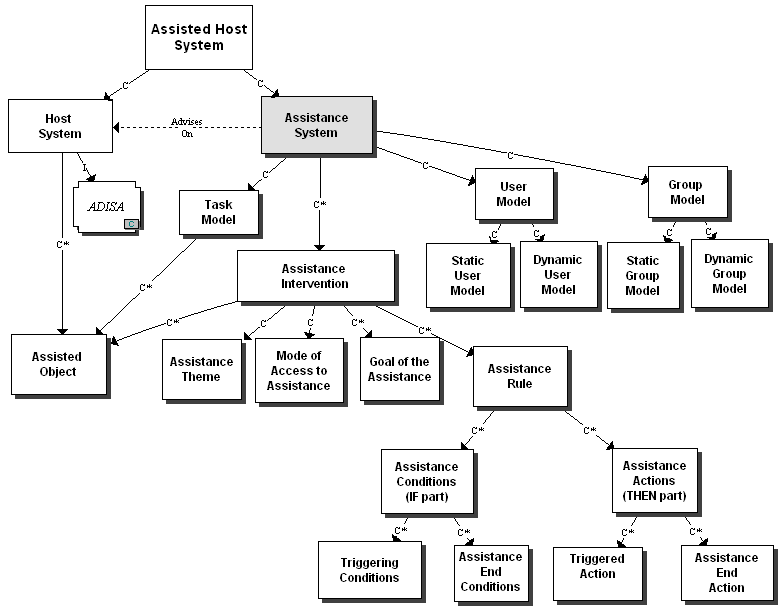 Assisted Host
System
C
C
Host
System
Advises
On
Assistance
System
I
ADISA
C
C*
C
Task
Model
C*
C
User
Model
C
Group
Model
C
Static
User
Model
C
Dynamic
User
Model
C
Static
Group
Model
C
Dynamic
Group
Model
C*
Assistance
Intervention
C*
C
C
C*
C*
Assisted
Object
Assistance
Theme
Mode of
Access to
Assistance
Goal of the
Assistance
Assistance
Rule
C*
C*
Assistance
Conditions
(IF part)
Assistance
Actions
(THEN part)
C*
C*
C*
C*
Triggering
Conditions
Assistance
End
Conditions
Triggered
Action
Assistance
End
Action